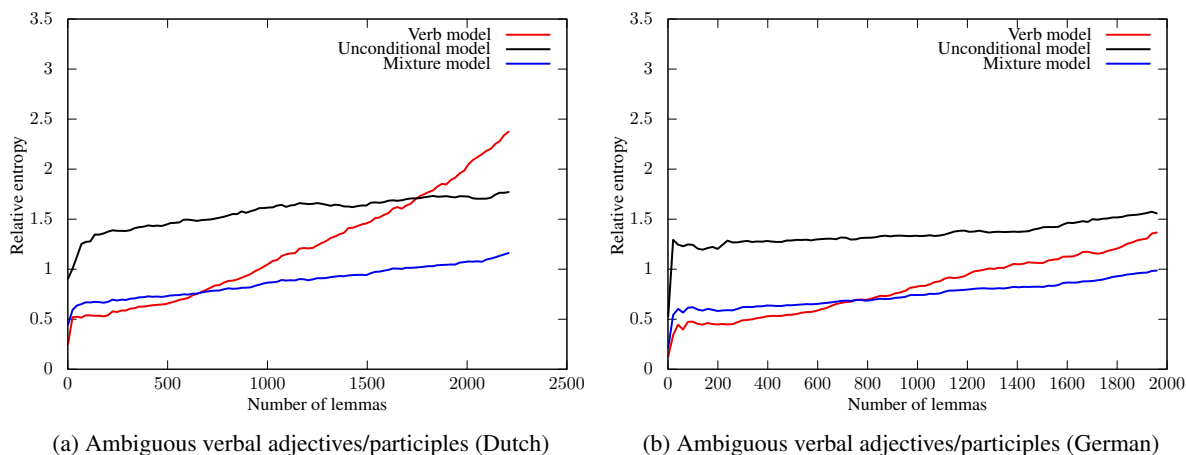 3.5
3
2.5
2
1.5
1
0.5
0
Relative entropy
Verb model
Unconditional model
Mixture model
0 500 1000 1500 2000 2500
Number of lemmas
(a) Ambiguous verbal adjectives/participles (Dutch)
3.5
3
2.5
2
1.5
1
0.5
0
Relative entropy
Verb model
Unconditional model
Mixture model
0 200 400 600 800 1000 1200 1400 1600 1800 2000
Number of lemmas
(b) Ambiguous verbal adjectives/participles (German)